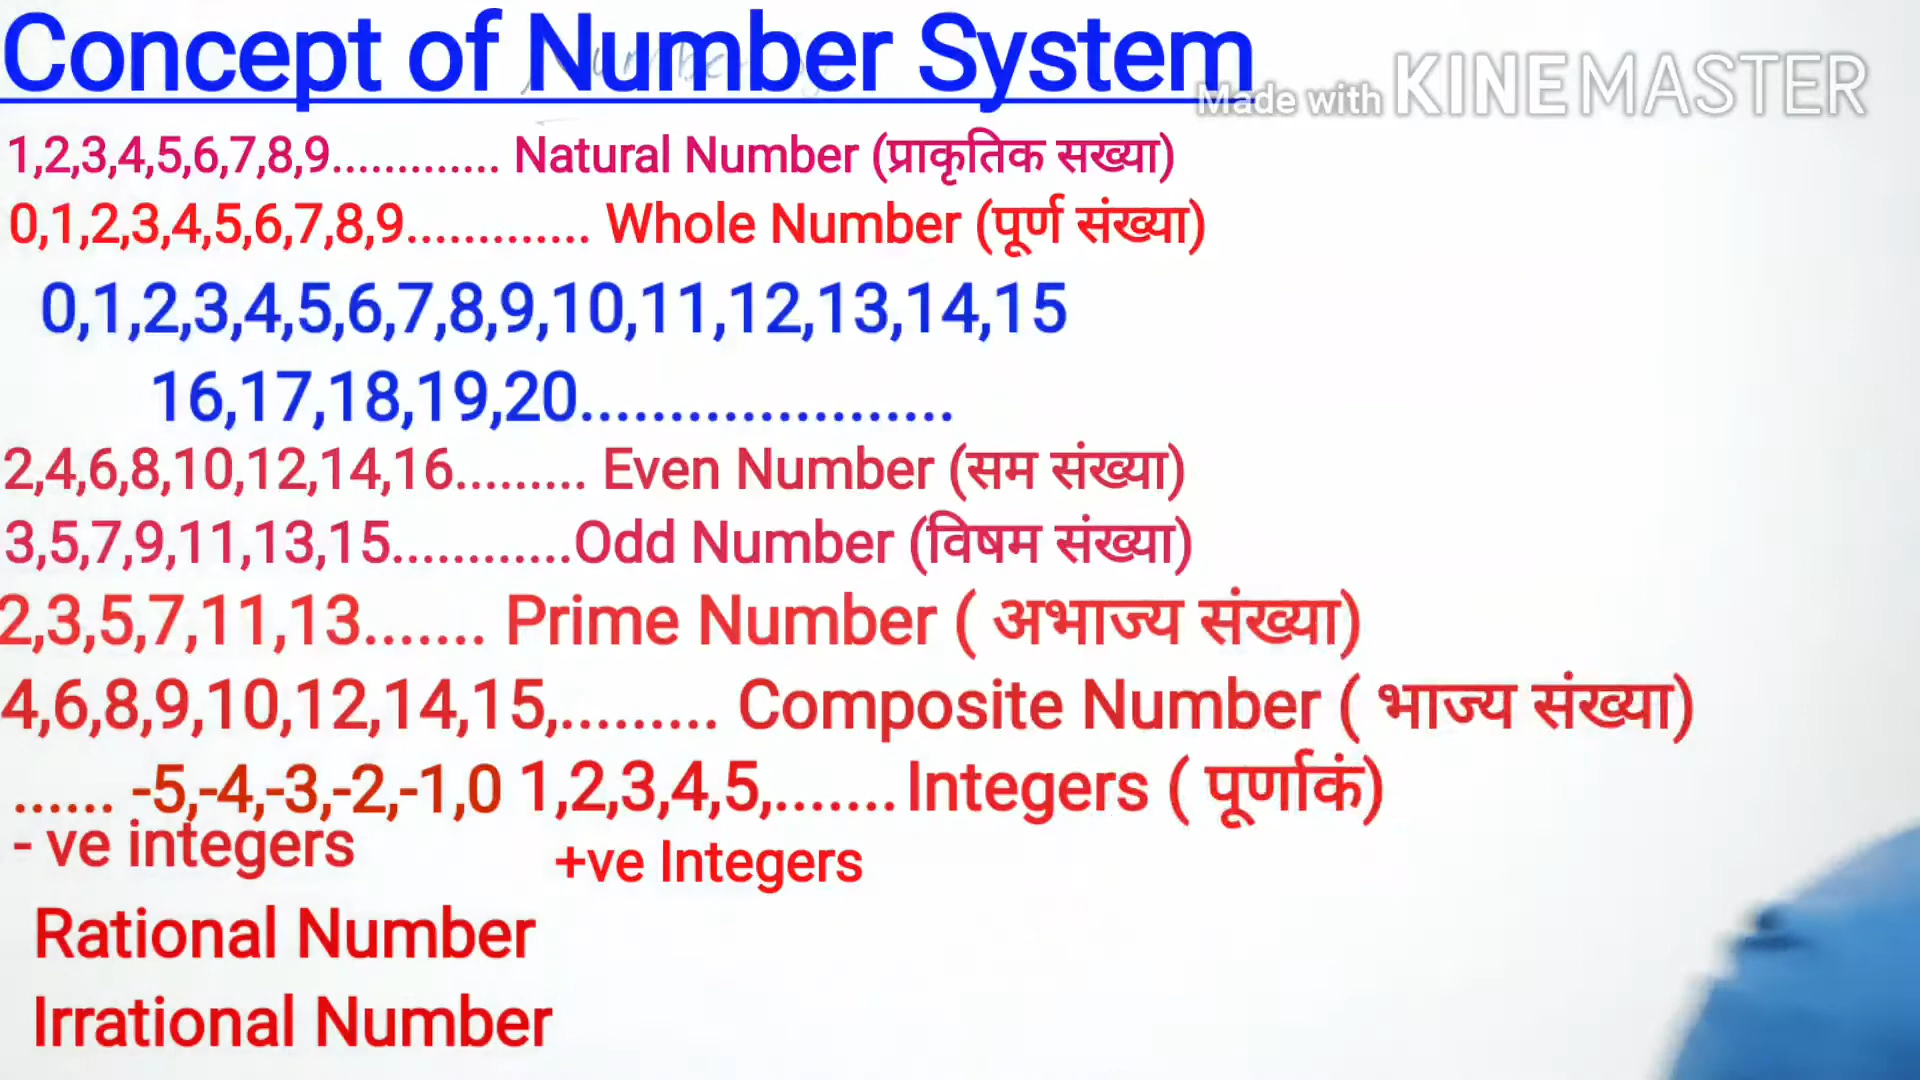 Concept of Number System
Made with KINEMASTER
1,2,3,4,5,6,7,8,9............. Natural Number (प्राकृतिक सख्या)
0,1,2,3,4,5,6,7,8,9............. Whole Number (पूर्ण संख्या)
0,1,2,3,4,5,6,7,8,9,10,11,12,13,14,15
16,17,18,19,20.....................
2,4,6,8,10,12,14,16......... Even Number (सम संख्या)
3,5,7,9,11,13,15............Odd Number (विषम संख्या)
2,3,5,7,11,13....... Prime Number ( अभाज्य संख्या)
4,6,8,9,10,12,14,15,......... Composite Number ( भाज्य संख्या)
...... -5,-4,-3,-2,-1,0 1,2,3,4,5,....... Integers ( पूर्णाकं)
- ve integers +ve Integers
Rational Number
Irrational Number